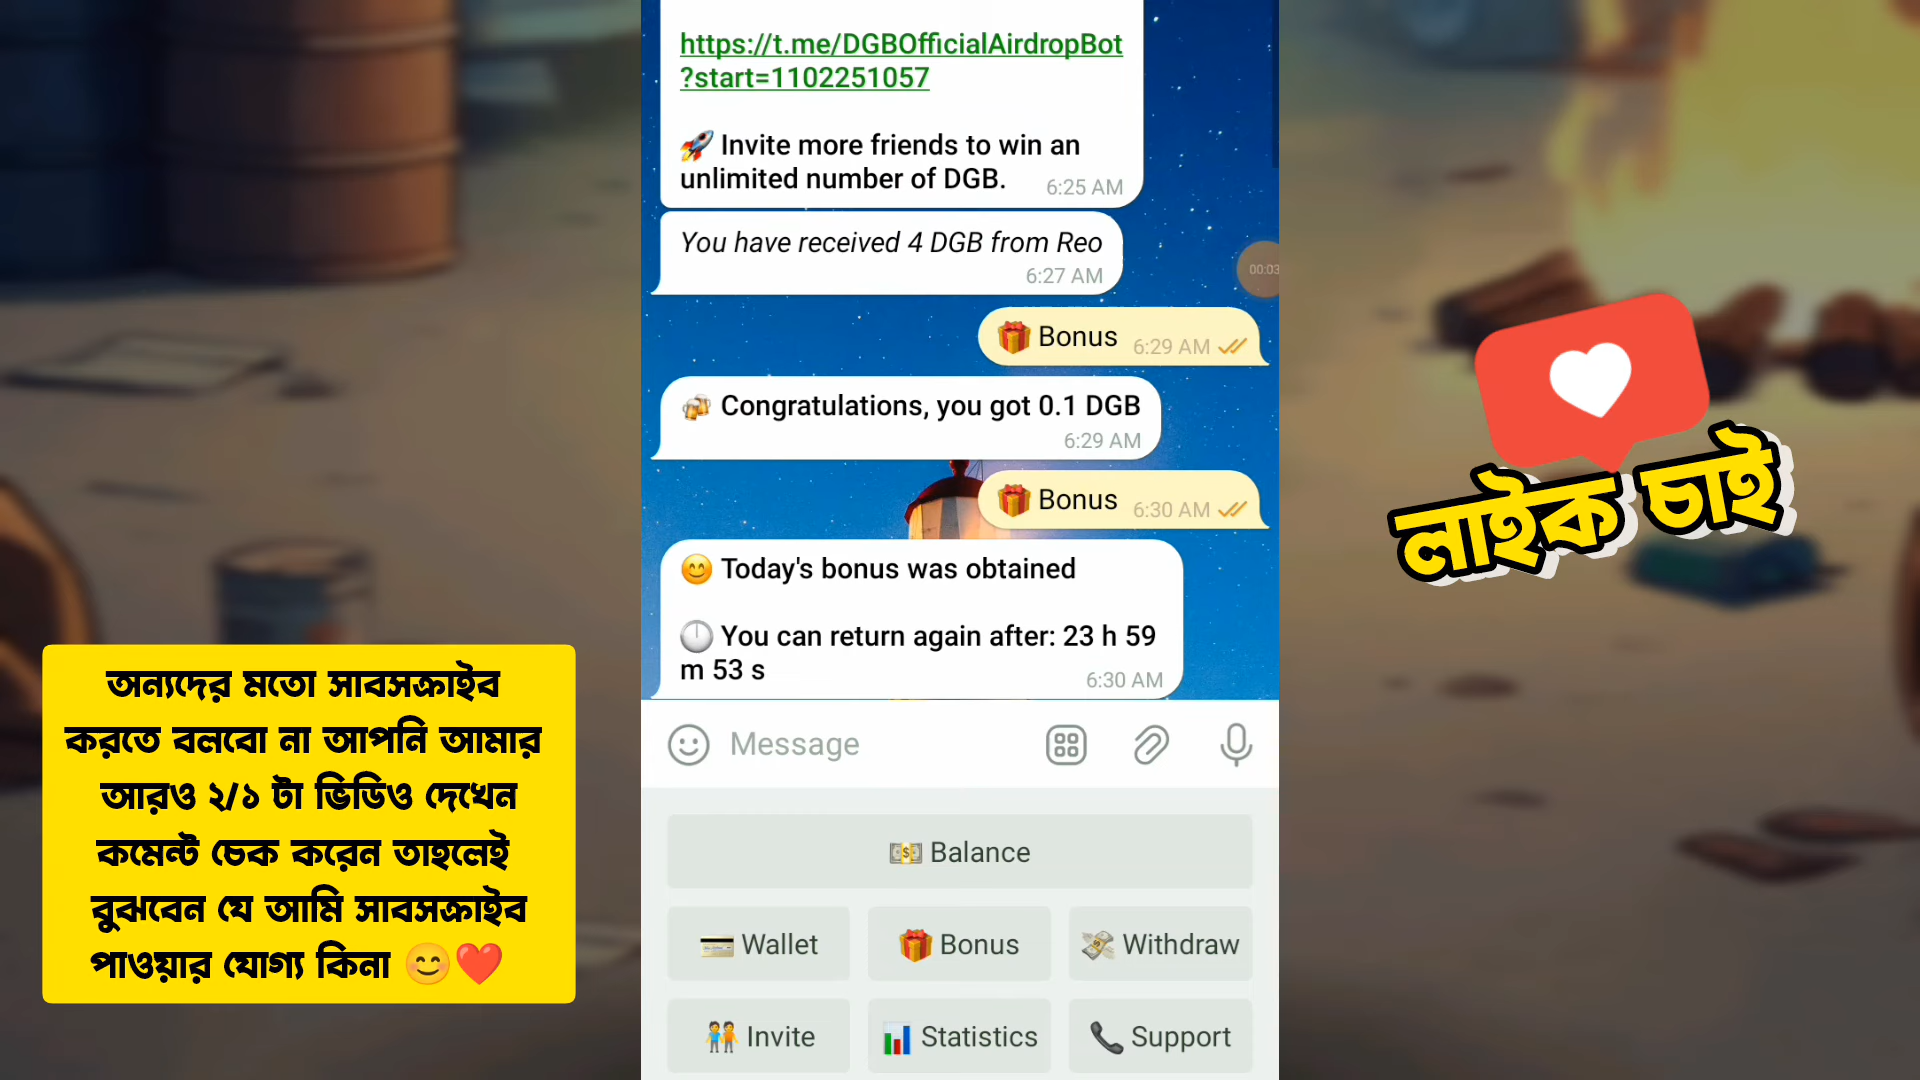 https://t.me/DGBOfficialAirdropBot
?start=1102251057
🚀 Invite more friends to win an
unlimited number of DGB.
6:25 AM
You have received 4 DGB from Reo
6:27 AM
00:03
🎁 Bonus 6:29 AM
🍻 Congratulations, you got 0.1 DGB
6:29 AM
🎁 Bonus 6:30 AM
😊 Today's bonus was obtained
🕛 You can return again after: 23 h 59
m 53 s
6:30 AM
Message
💵 Balance
💳 Wallet
🎁 Bonus
💸 Withdraw
🧑‍🤝‍🧑 Invite
📊 Statistics
📞 Support
অন্যদের মতো সাবসক্রাইব
করতে বলবো না আপনি আমার
আরও ২/১ টা ভিডিও দেখেন
কমেন্ট চেক করেন তাহলেই
বুঝবেন যে আমি সাবসক্রাইব
পাওয়ার যোগ্য কিনা 😊❤️
লাইক চাই